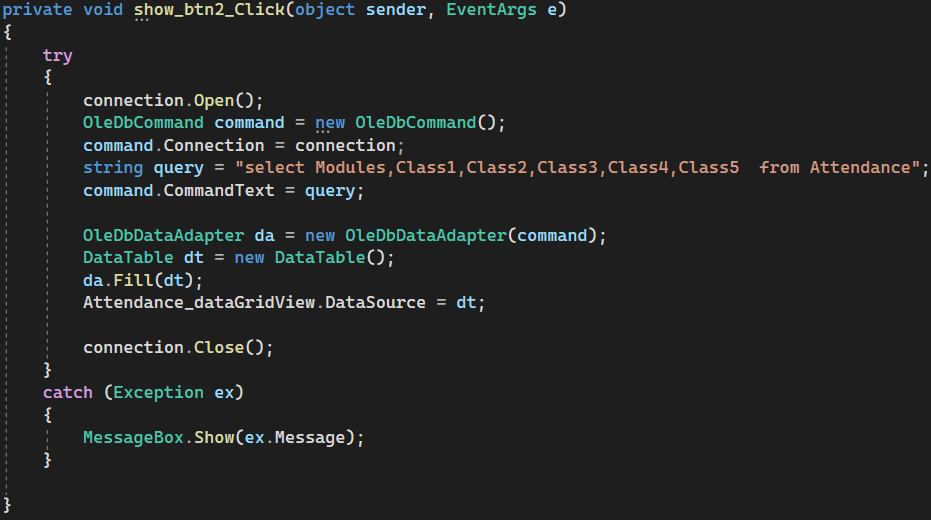 private void show_btn2_Click(object sender, EventArgs e)
{
    try
    {
        connection.Open();
        OleDbCommand command = new OleDbCommand();
        command.Connection = connection;
        string query = "select Modules,Class1,Class2,Class3,Class4,Class5  from Attendance";
        command.CommandText = query;

        OleDbDataAdapter da = new OleDbDataAdapter(command);
        DataTable dt = new DataTable();
        da.Fill(dt);
        Attendance_dataGridView.DataSource = dt;

        connection.Close();
    }
    catch (Exception ex)
    {
        MessageBox.Show(ex.Message);
    }

}